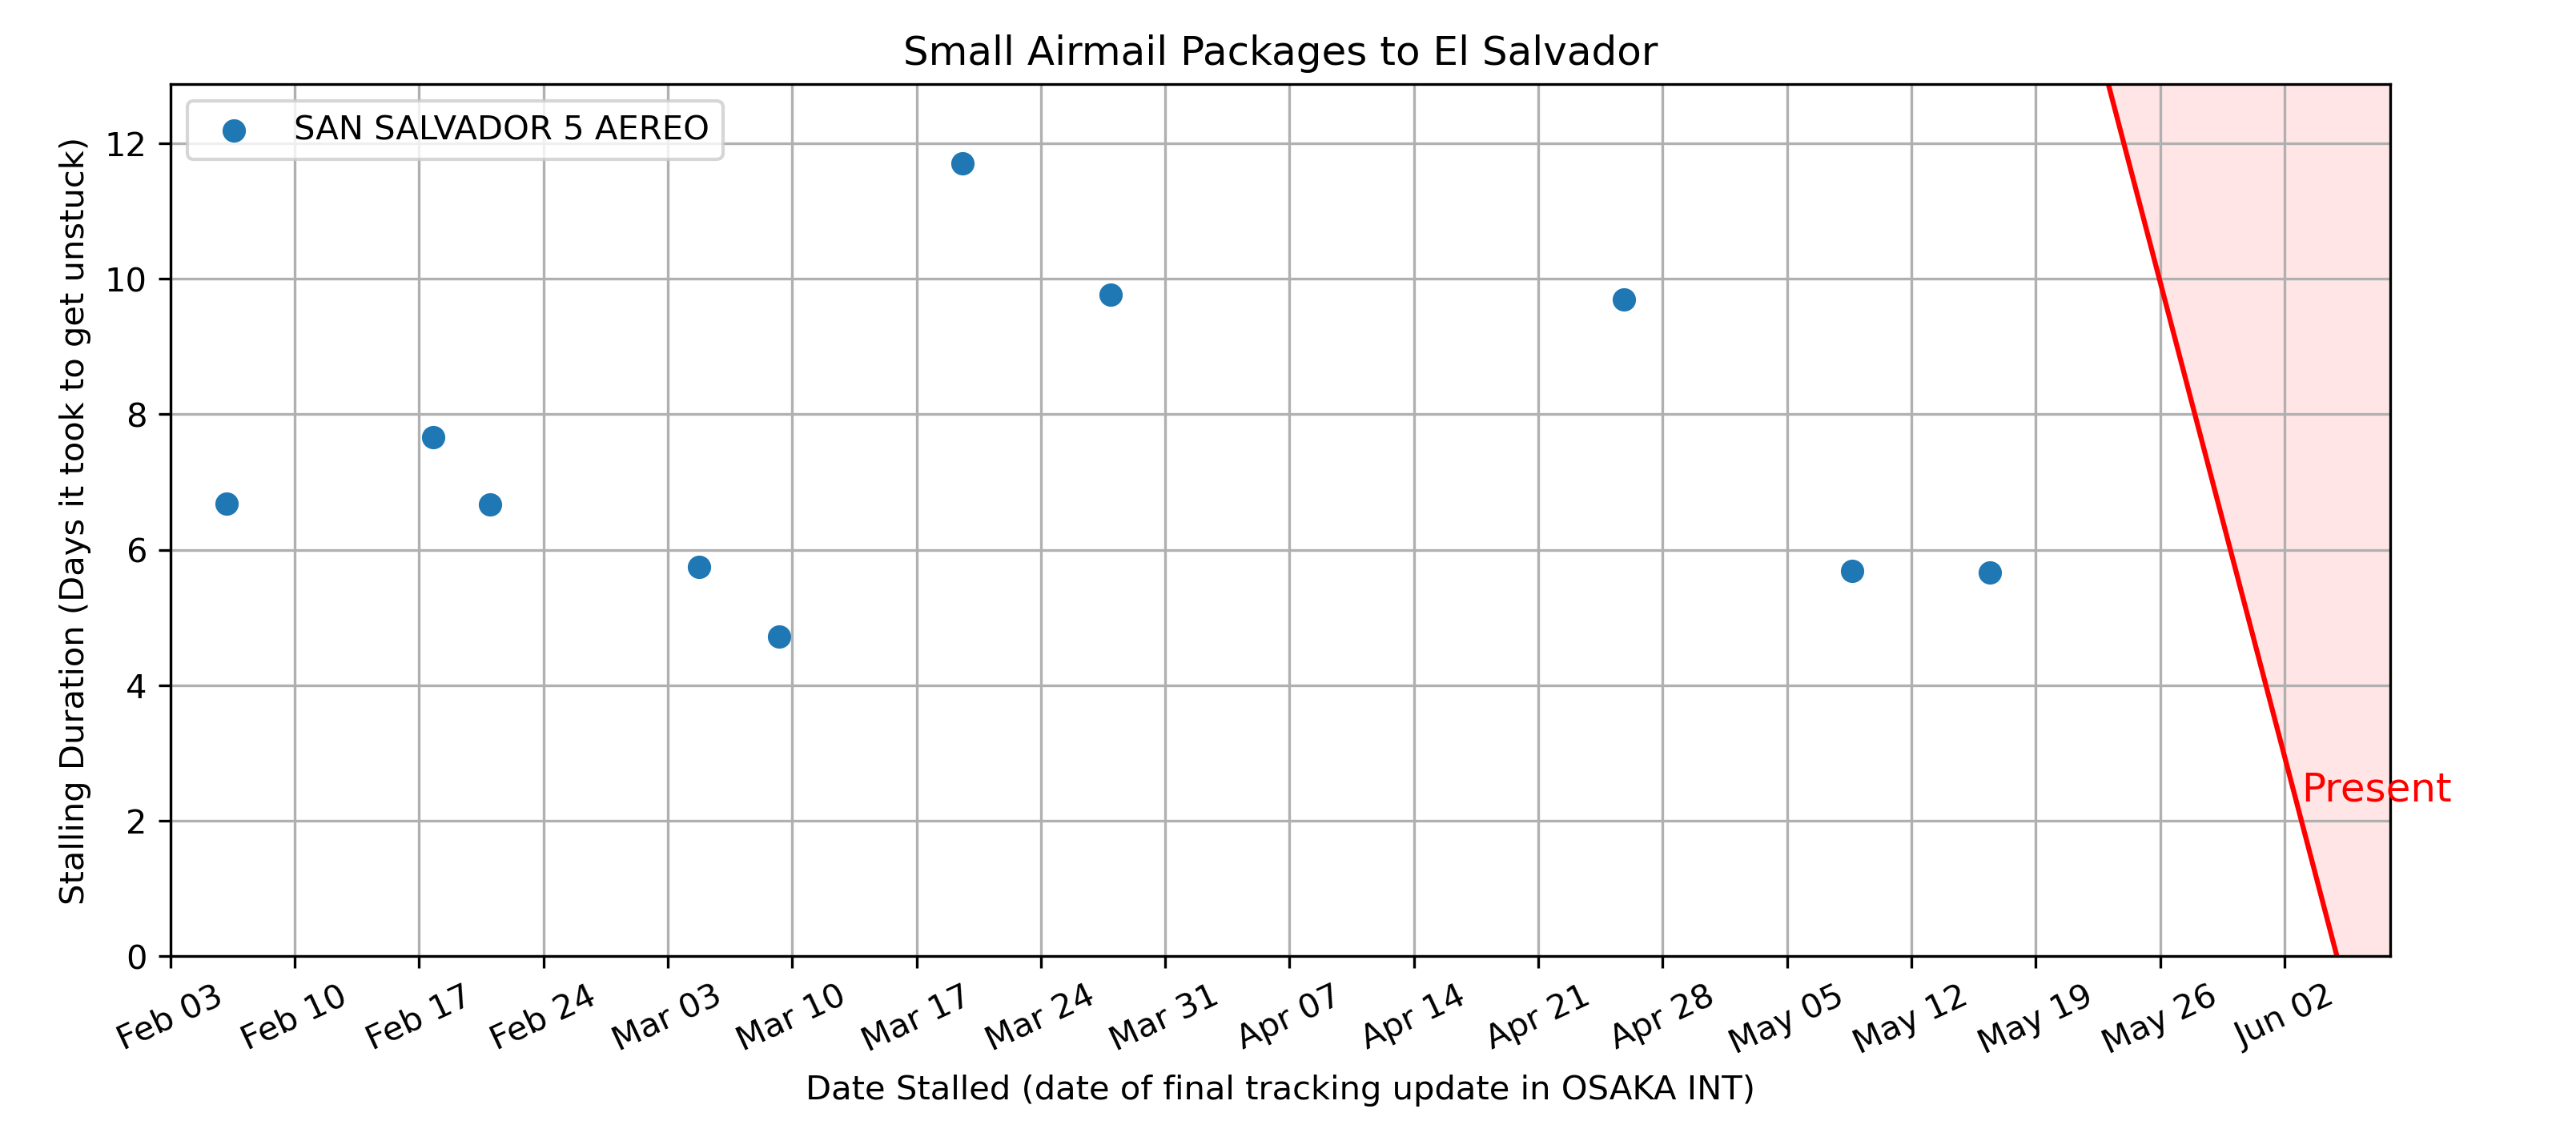 Small Airmail Packages to El Salvador
SAN SALVADOR 5 AEREO
Stalling Duration (Days it took to get unstuck)
12
10
8
6
4
2
0
Present
Feb 03 Feb 10 Feb 17 Feb 24 Mar 03 Mar 10 Mar 17 Mar 24 Mar 31 Apr 07 Apr 14 Apr 21 Apr 28 May 05 May 12 May 19 May 26 Jun 02
Date Stalled (date of final tracking update in OSAKA INT)